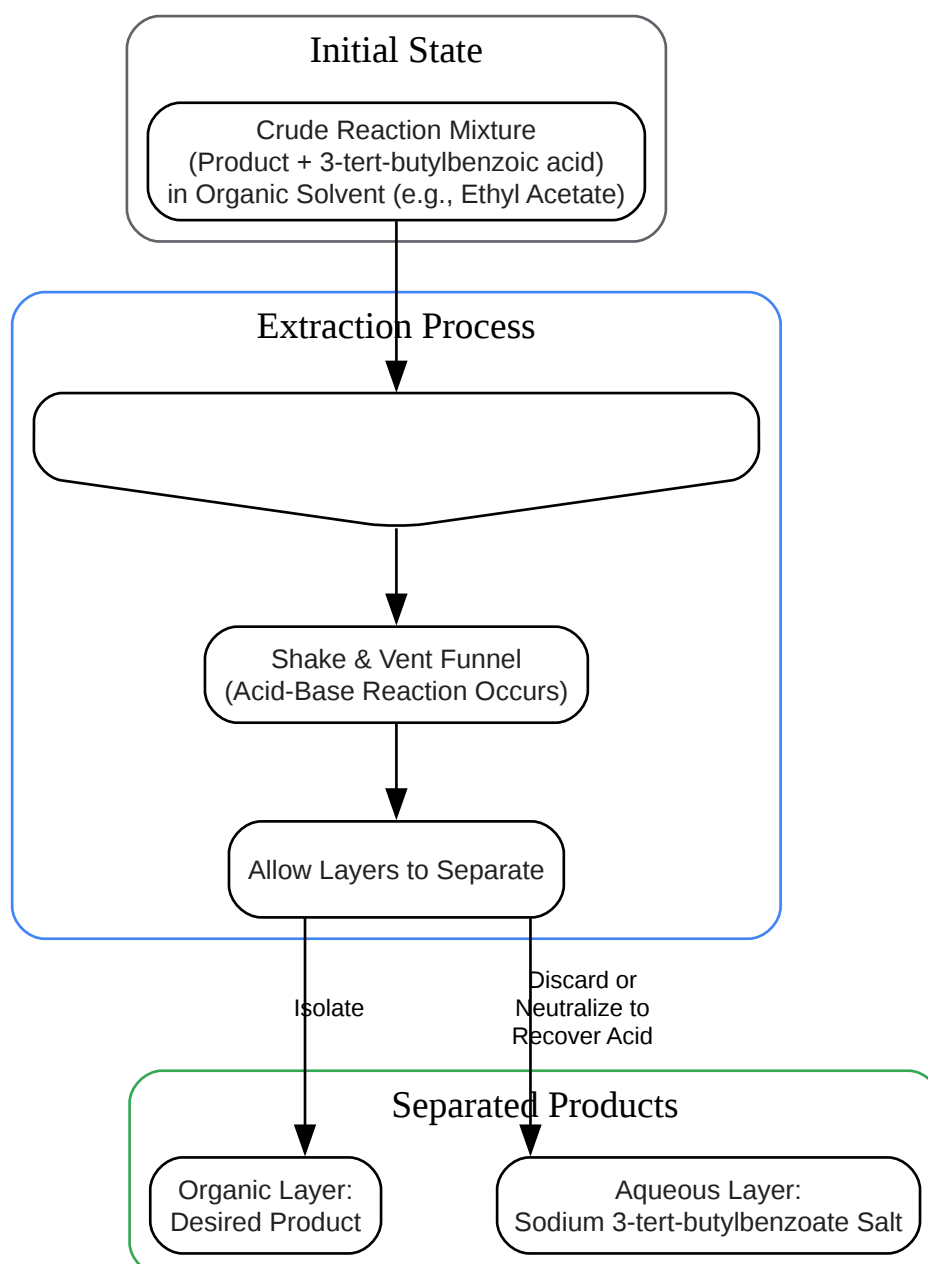 Initial State
Crude Reaction Mixture
(Product + 3-tert-butylbenzoic acid)
in Organic Solvent (e.g., Ethyl Acetate)
Extraction Process
Shake & Vent Funnel
(Acid-Base Reaction Occurs)
Allow Layers to Separate
Isolate
Discard or
Neutralize to
Recover Acid
Separated Products
Organic Layer:
Desired Product
Aqueous Layer:
Sodium 3-tert-butylbenzoate Salt